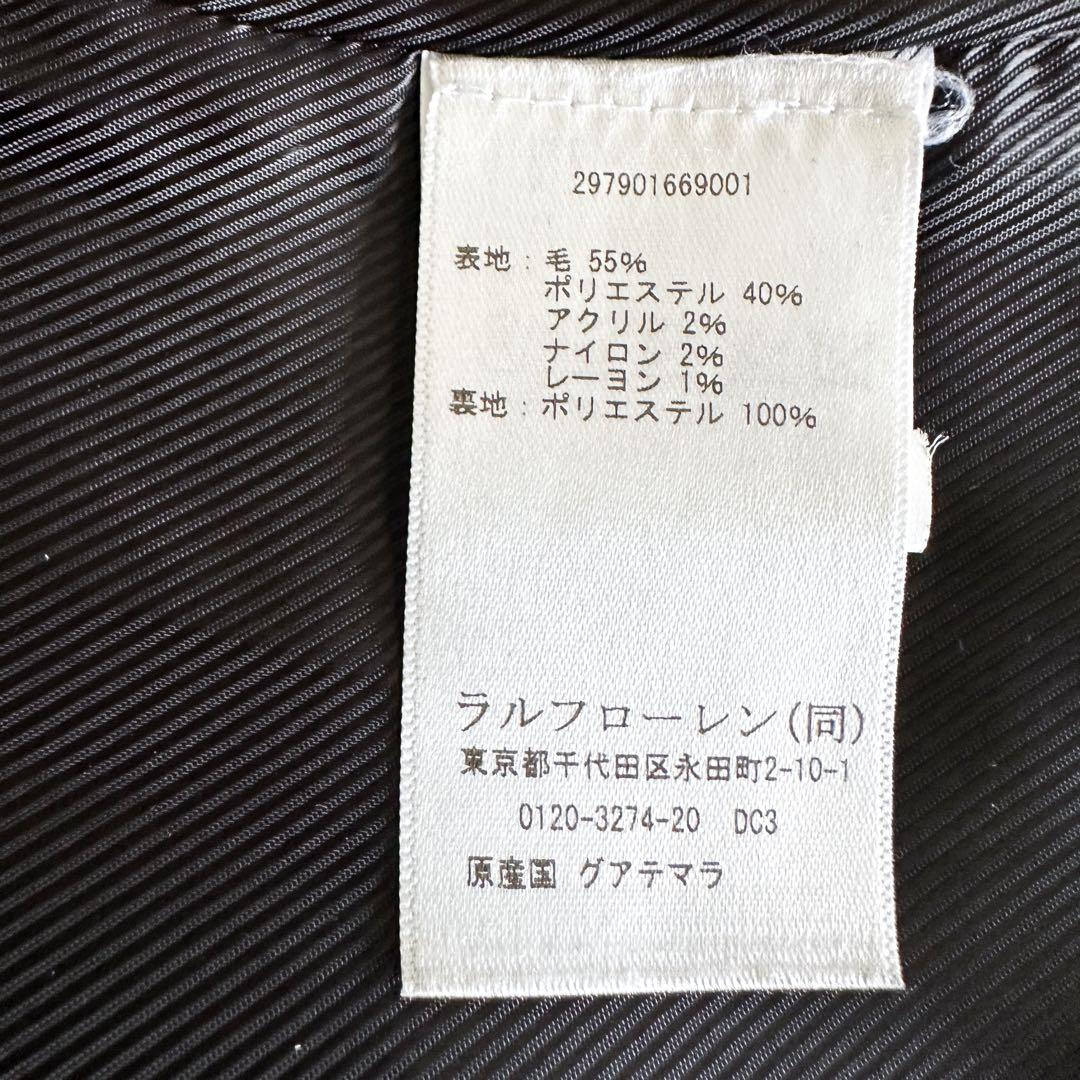 297901669001
表地：毛 55%
ポリエステル 40%
アクリル 2%
ナイロン 2%
レーヨン 1%
裏地：ポリエステル 100%
ラルフローレン(同)
東京都千代田区永田町2-10-1
0120-3274-20 DC3
原産国 グアテマラ